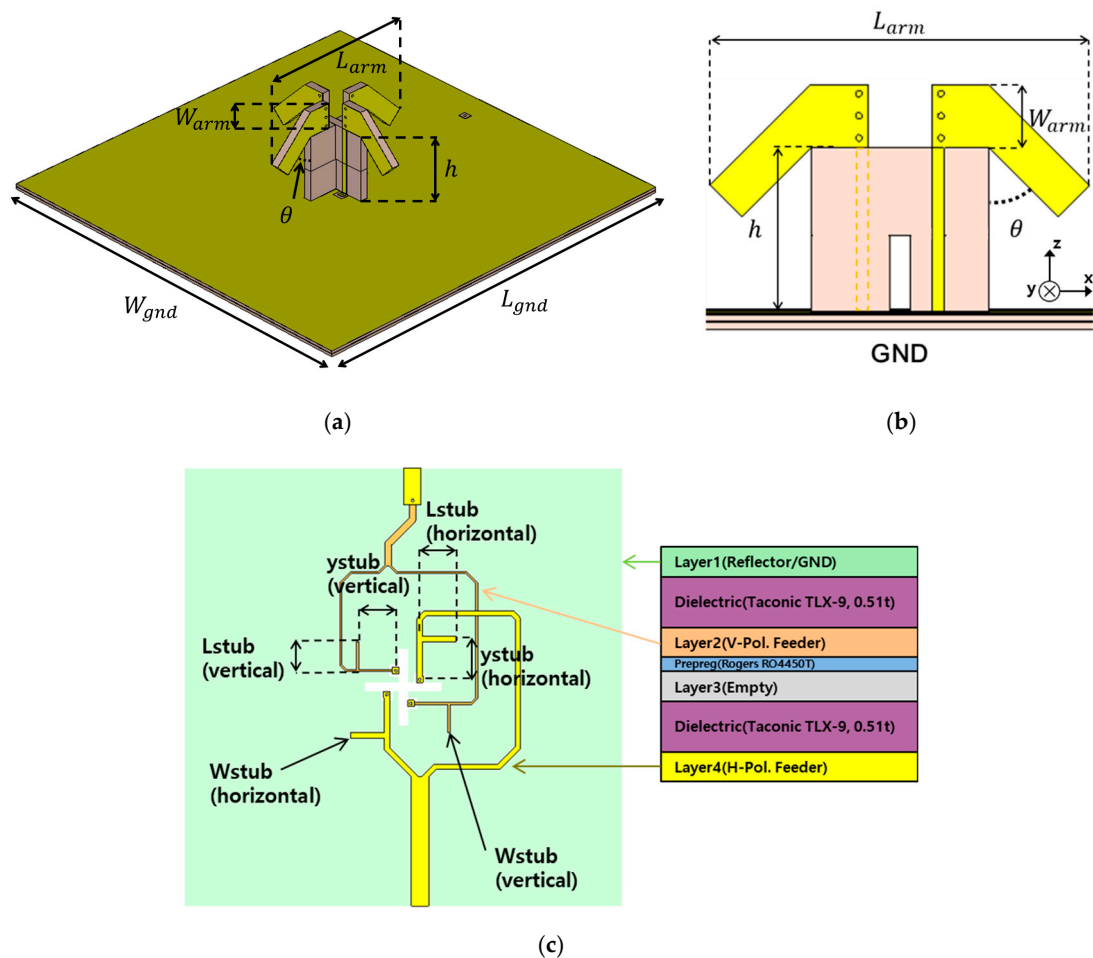 L_arm
W_arm
h
θ
W_gnd
L_gnd
(a)
L_arm
W_arm
h
θ
z
y
x
GND
(b)
Lstub
(horizontal)
ystub
(vertical)
Lstub
(vertical)
ystub
(horizontal)
Wstub
(horizontal)
Wstub
(vertical)
Layer1(Reflector/GND)
Dielectric(Taconic TLX-9, 0.51t)
Layer2(V-Pol. Feeder)
Prepreg(Rogers RO4450T)
Layer3(Empty)
Dielectric(Taconic TLX-9, 0.51t)
Layer4(H-Pol. Feeder)
(c)